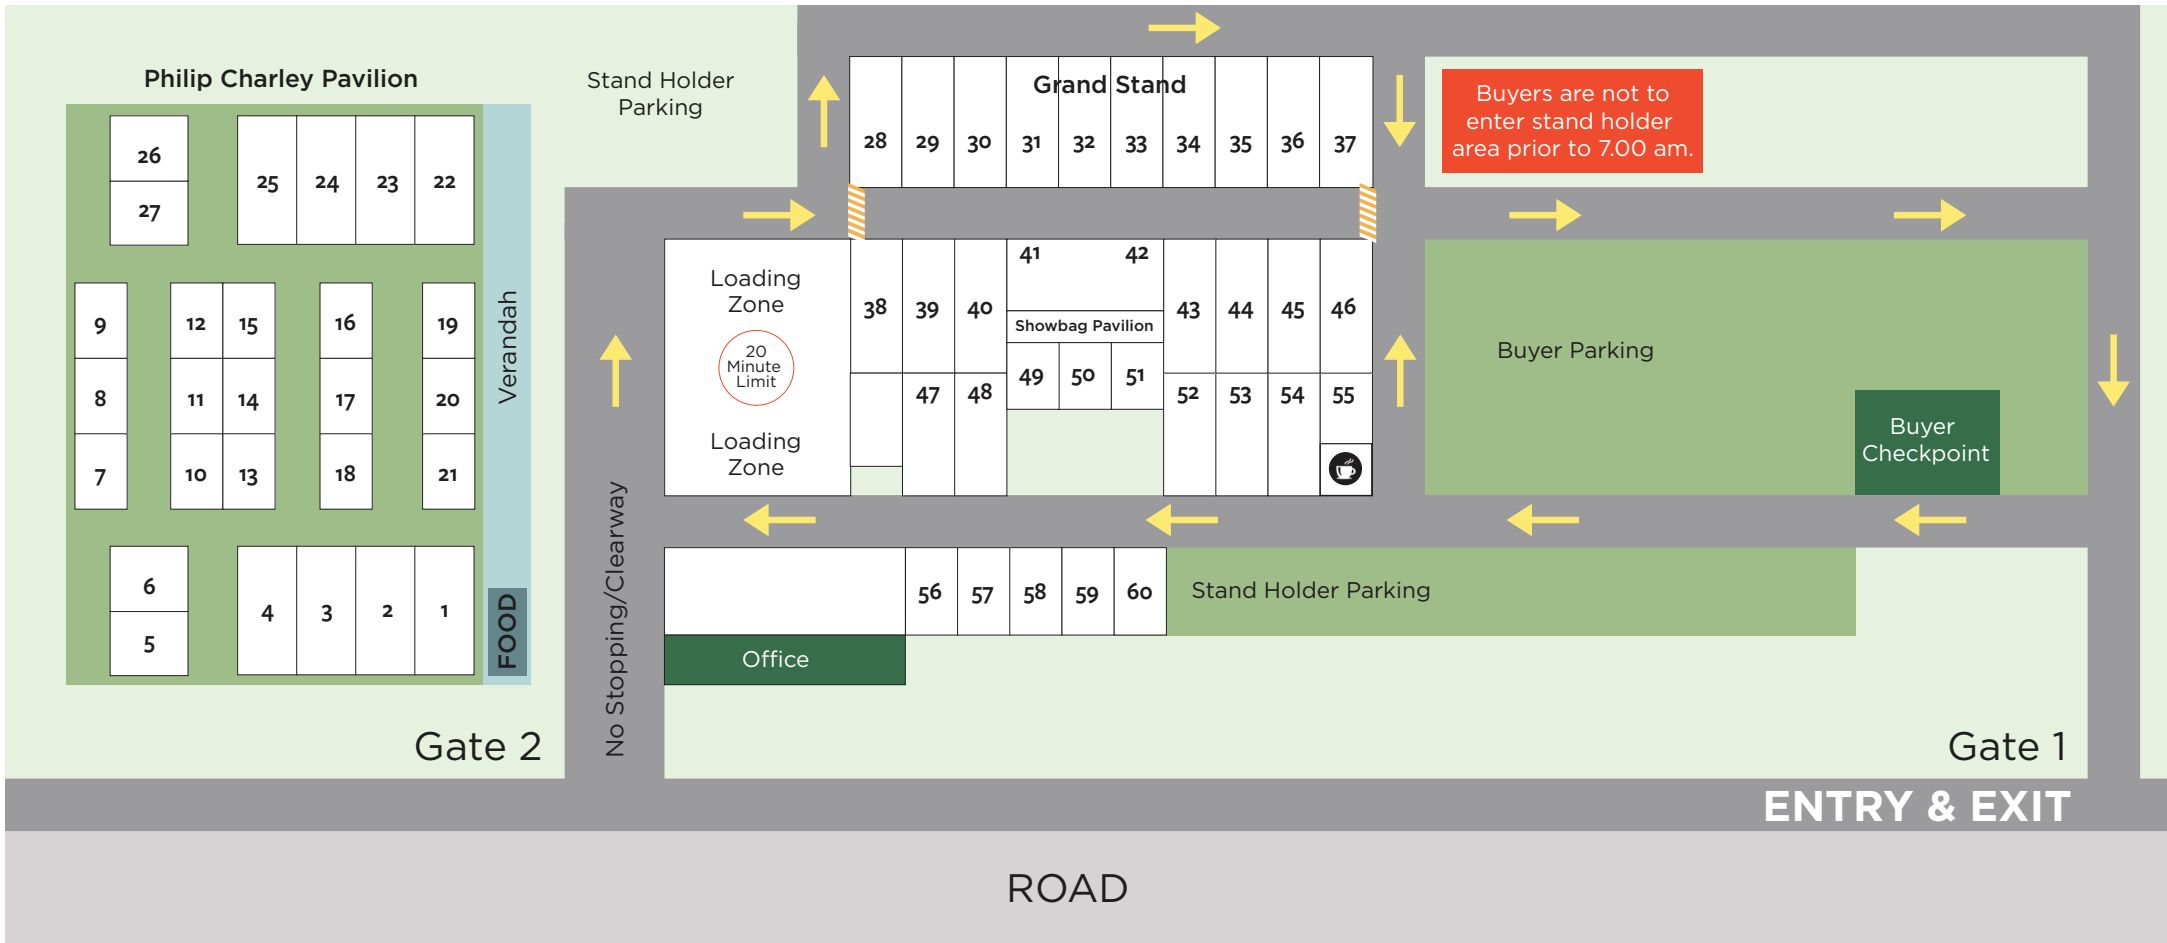 Philip Charley Pavilion
26
27
25 24 23 22
9 12 15 16 19
8 11 14 17 20
7 10 13 18 21
6
5
4 3 2 1
Verandah
FOOD
Gate 2
Stand Holder
Parking
Grand Stand
28 29 30 31 32 33 34 35 36 37
Buyers are not to
enter stand holder
area prior to 7.00 am.
Loading
Zone
20
Minute
Limit
Loading
Zone
41 42
38 39 40
Showbag Pavilion
43 44 45 46
49 50 51
47 48
52 53 54 55
Buyer Parking
Buyer
Checkpoint
No Stopping/Clearway
56 57 58 59 60
Stand Holder Parking
Office
Gate 1
ENTRY & EXIT
ROAD